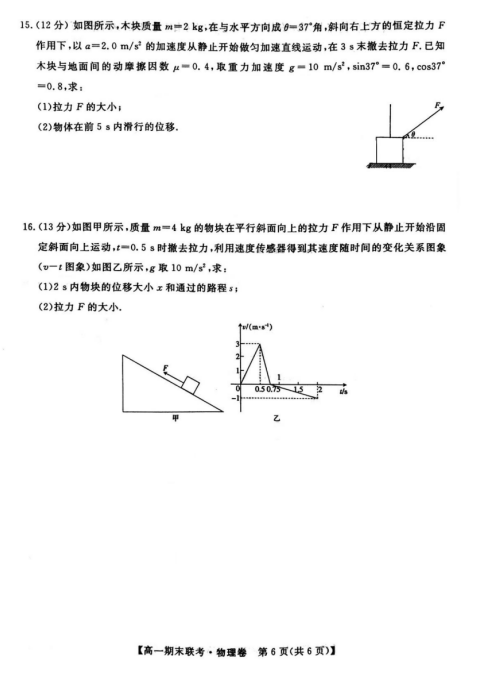 15.(12 分) 如图所示,木块质量 m=2 kg,在与水平方向成 θ=37°角,斜向右上方的恒定拉力 F
作用下,以 a=2.0 m/s² 的加速度从静止开始做匀加速直线运动,在 3 s 末撤去拉力 F.已知
木块与地面间的动摩擦因数 μ=0.4,取重力加速度 g=10 m/s²,sin37°=0.6,cos37°
=0.8,求:
(1)拉力 F 的大小;
(2)物体在前 5 s 内滑行的位移.
F
θ
16.(13 分)如图甲所示,质量 m=4 kg 的物块在平行斜面向上的拉力 F 作用下从静止开始沿固
定斜面向上运动,t=0.5 s时撤去拉力,利用速度传感器得到其速度随时间的变化关系图象
(v-t 图象)如图乙所示,g 取 10 m/s²,求:
(1)2 s 内物块的位移大小 x 和通过的路程 s;
(2)拉力 F 的大小.
F
甲
v/(m·s⁻¹)
3
2
1
0
-1
0.5 0.75 1 1.5 2 t/s
乙
【高一期末联考·物理卷 第 6 页(共 6 页)】